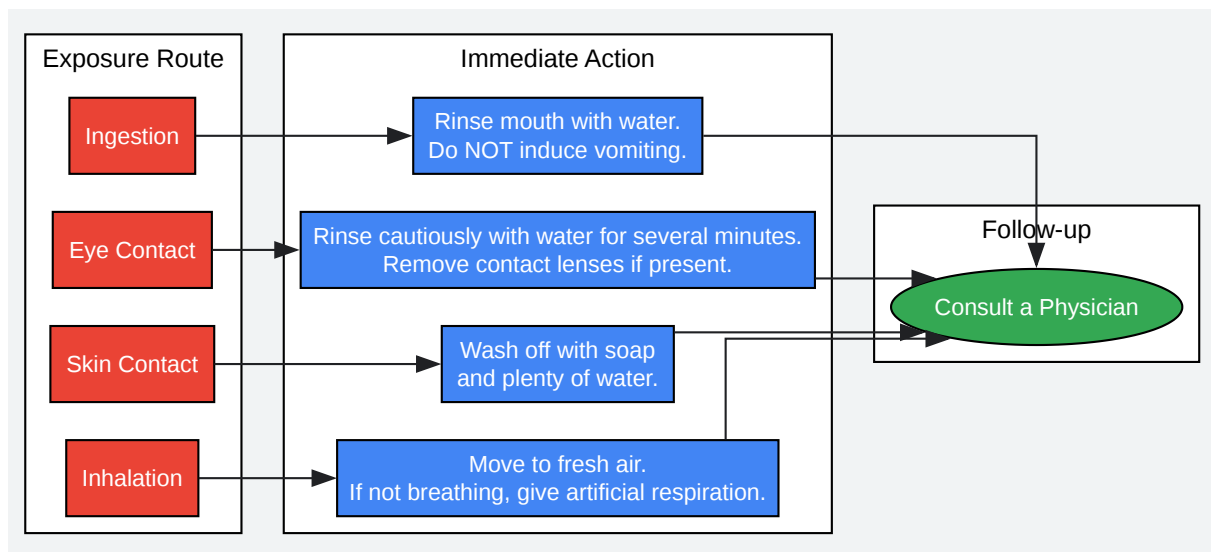 Exposure Route
Immediate Action
Ingestion
Rinse mouth with water.
Do NOT induce vomiting.
Eye Contact
Rinse cautiously with water for several minutes.
Remove contact lenses if present.
Follow-up
Consult a Physician
Skin Contact
Wash off with soap
and plenty of water.
Inhalation
Move to fresh air.
If not breathing, give artificial respiration.